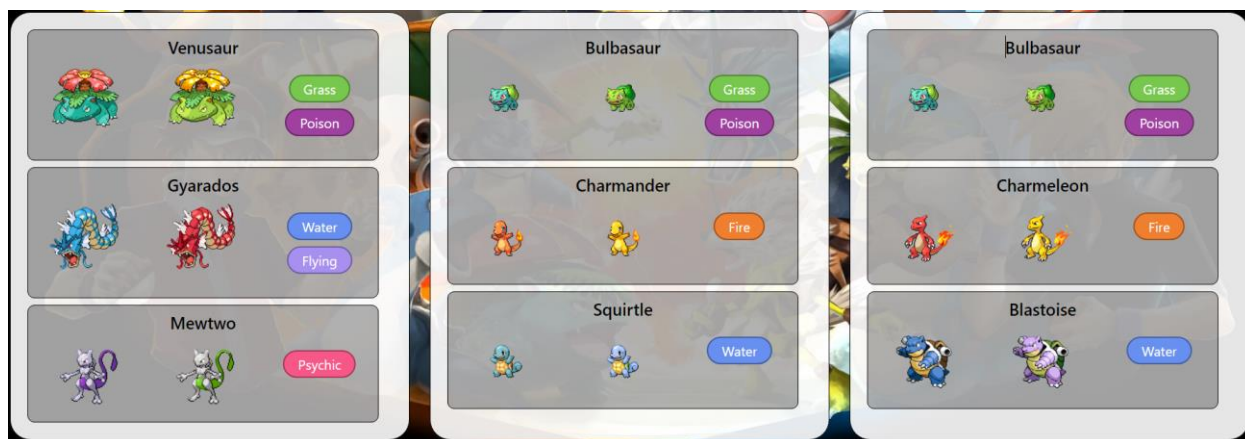 Venusaur
Grass
Poison
Gyarados
Water
Flying
Mewtwo
Psychic
Bulbasaur
Grass
Poison
Charmander
Fire
Squirtle
Water
Bulbasaur
Grass
Poison
Charmeleon
Fire
Blastoise
Water